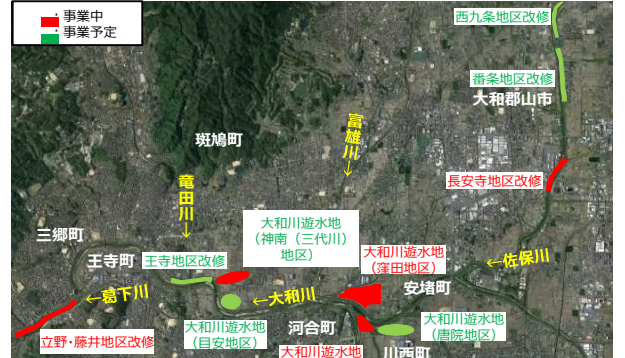 ：事業中
：事業予定
西九条地区改修
番条地区改修
大和郡山市
富雄川→
斑鳩町
長安寺地区改修
竜田川→
三郷町
大和川遊水地
（神南（三代川）
地区）
王寺町
王寺地区改修
大和川遊水地
（窪田地区）
←佐保川
安堵町
←葛下川
←大和川
立野・藤井地区改修
大和川遊水地
（目安地区）
河合町
大和川遊水地
（唐院地区）
大和川遊水地
川西町